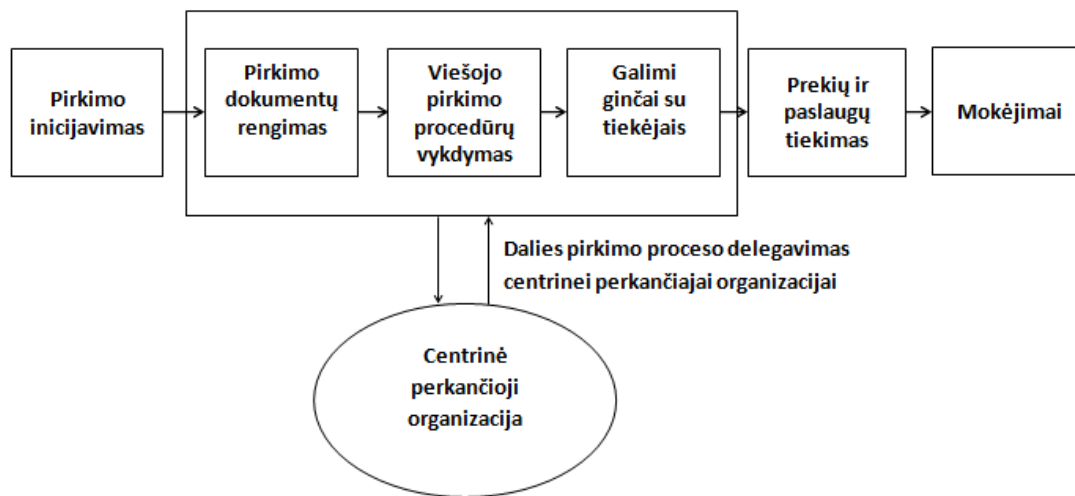 Pirkimo
inicijavimas
Pirkimo
dokumentų
rengimas
Viešojo
pirkimo
procedūrų
vykdymas
Galimi
ginčai su
tiekėjais
Prekių ir
paslaugų
tiekimas
Mokėjimai
Dalies pirkimo proceso delegavimas
centrinei perkančiajai organizacijai
Centrinė
perkančioji
organizacija